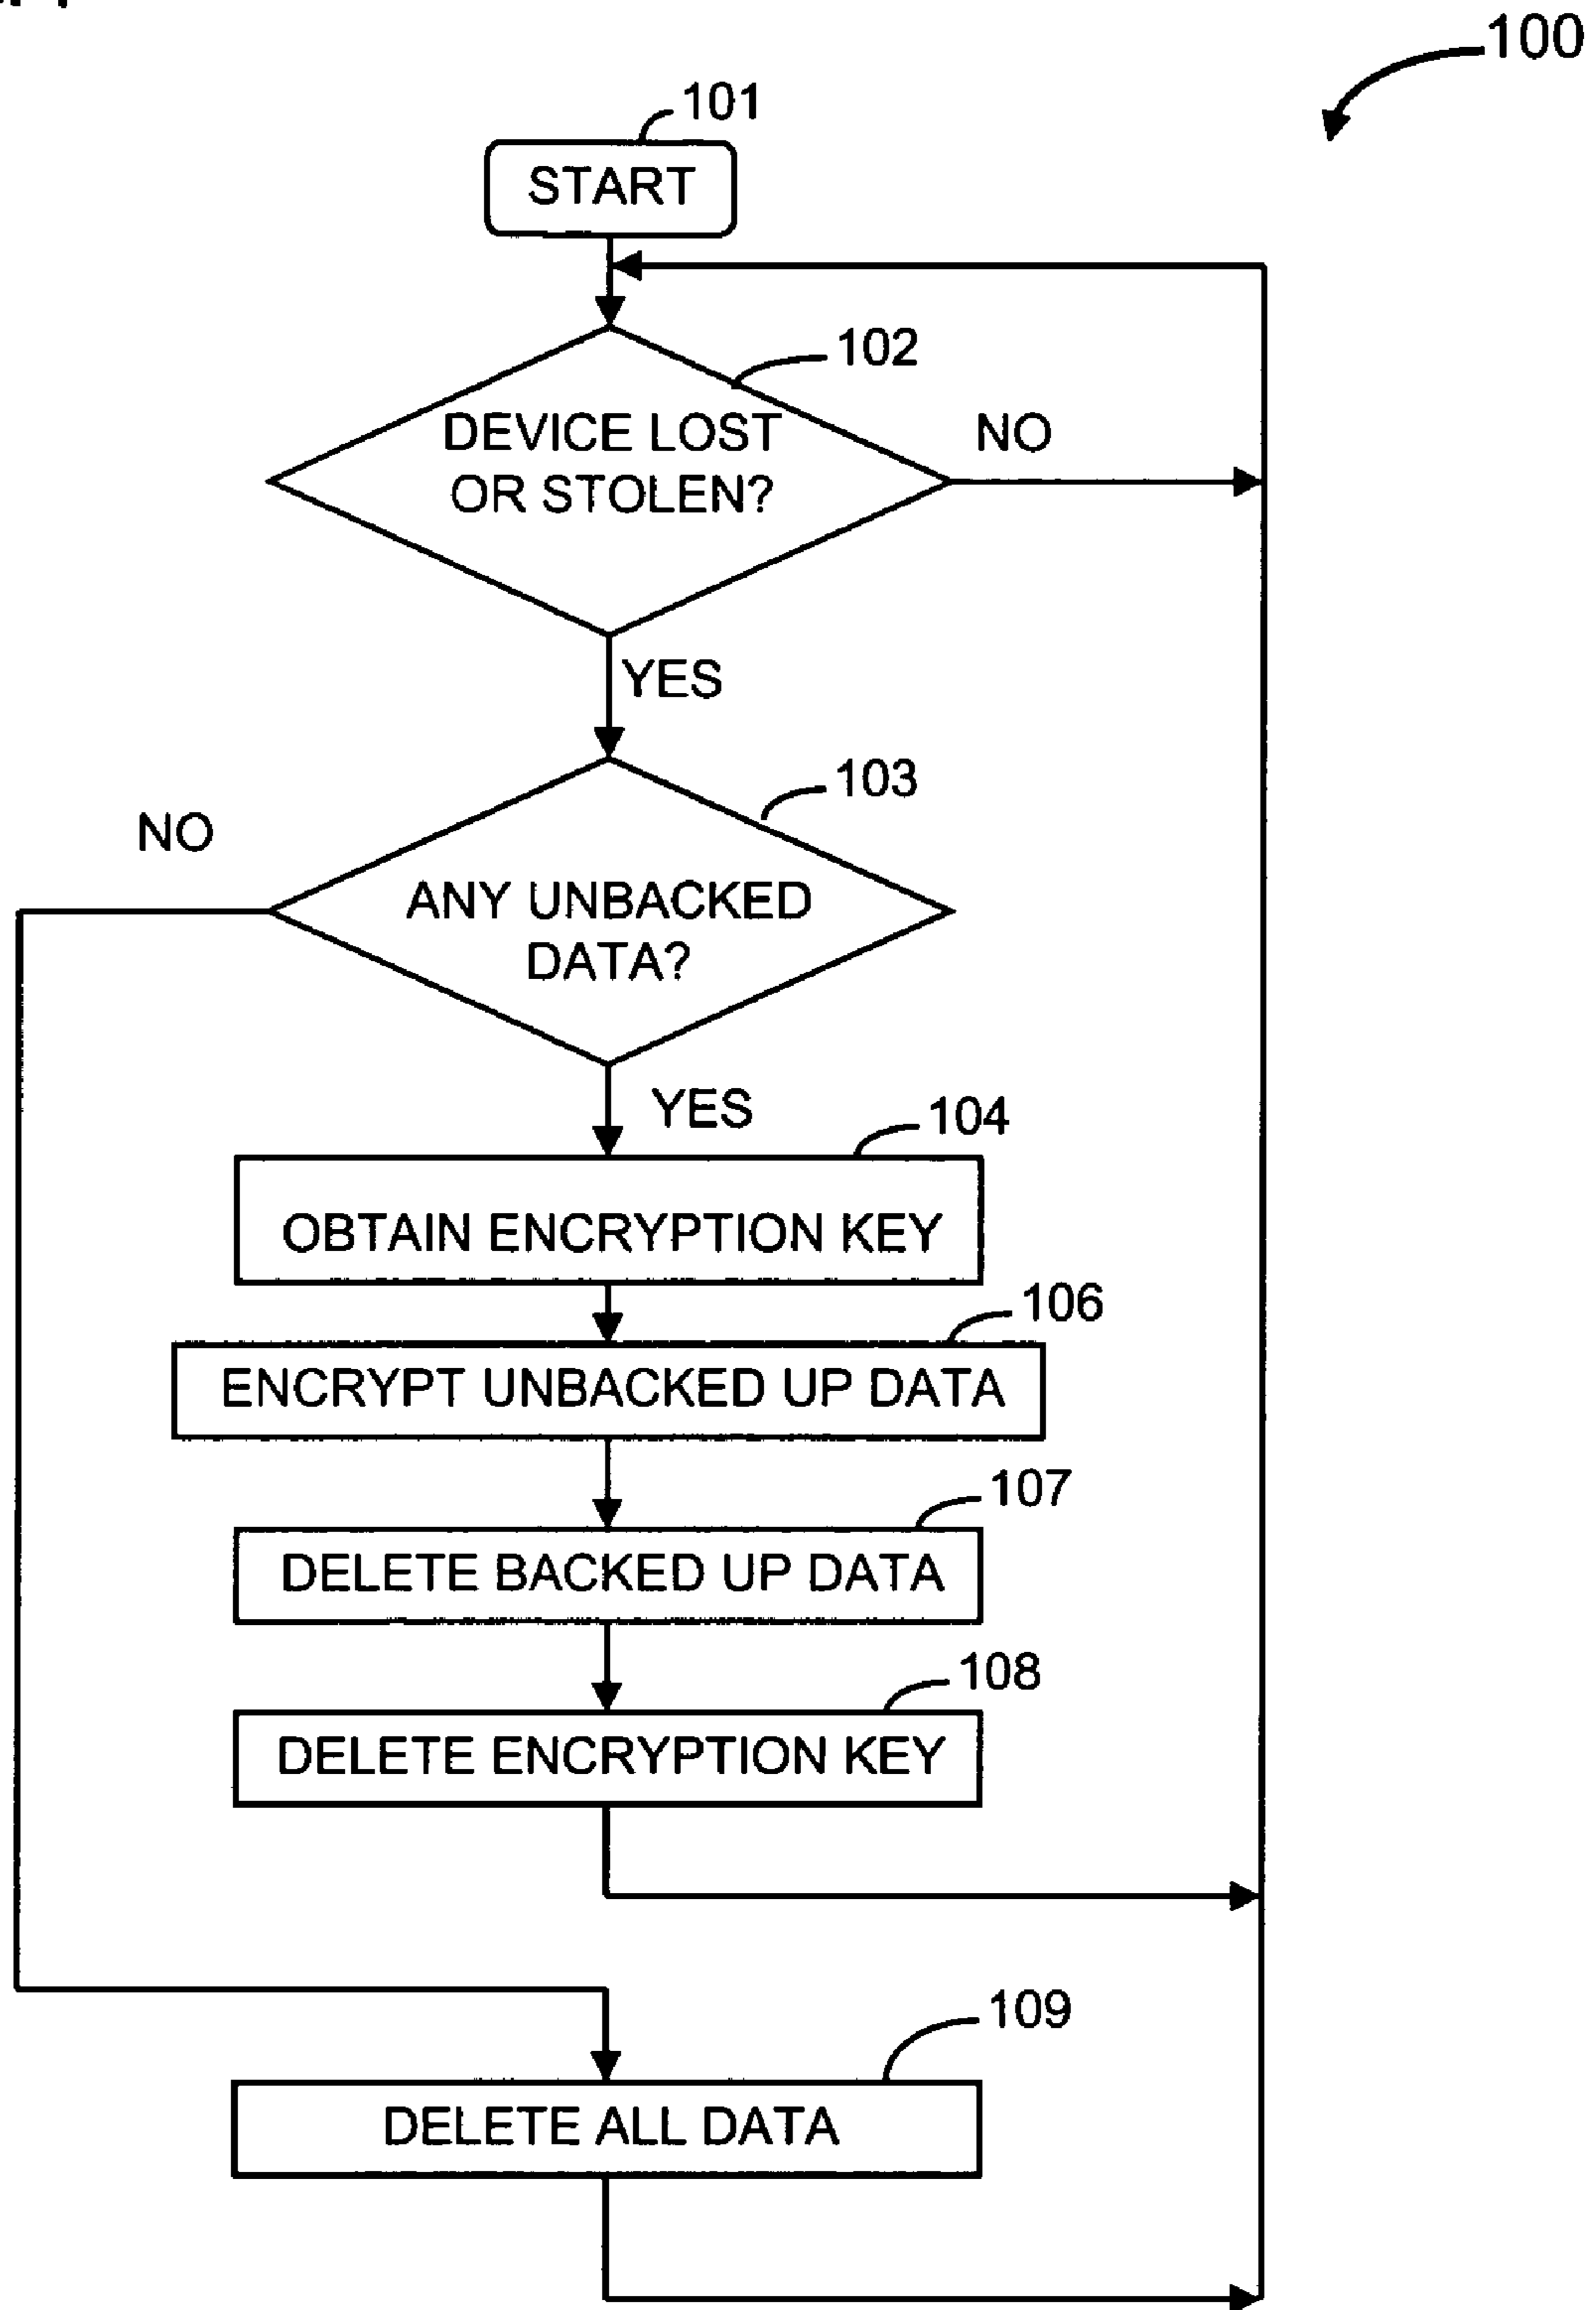 100
101
START
102
DEVICE LOST
OR STOLEN?
NO
YES
103
NO
ANY UNBACKED
DATA?
YES
104
OBTAIN ENCRYPTION KEY
106
ENCRYPT UNBACKED UP DATA
107
DELETE BACKED UP DATA
108
DELETE ENCRYPTION KEY
109
DELETE ALL DATA